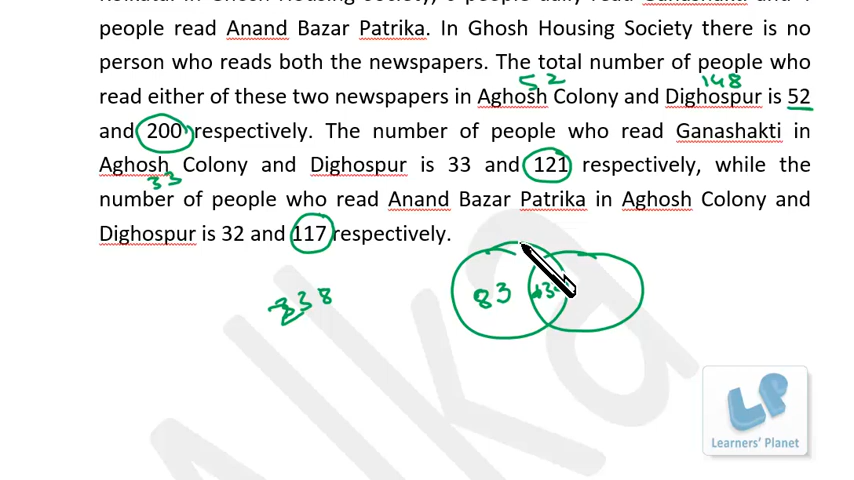 people read Anand Bazar Patrika. In Ghosh Housing Society there is no
person who reads both the newspapers. The total number of people who
52 148
read either of these two newspapers in Aghosh Colony and Dighospur is 52
and 200 respectively. The number of people who read Ganashakti in
Aghosh Colony and Dighospur is 33 and 121 respectively, while the
33
number of people who read Anand Bazar Patrika in Aghosh Colony and
Dighospur is 32 and 117 respectively.
38 83
Alka
LP
Learners' Planet